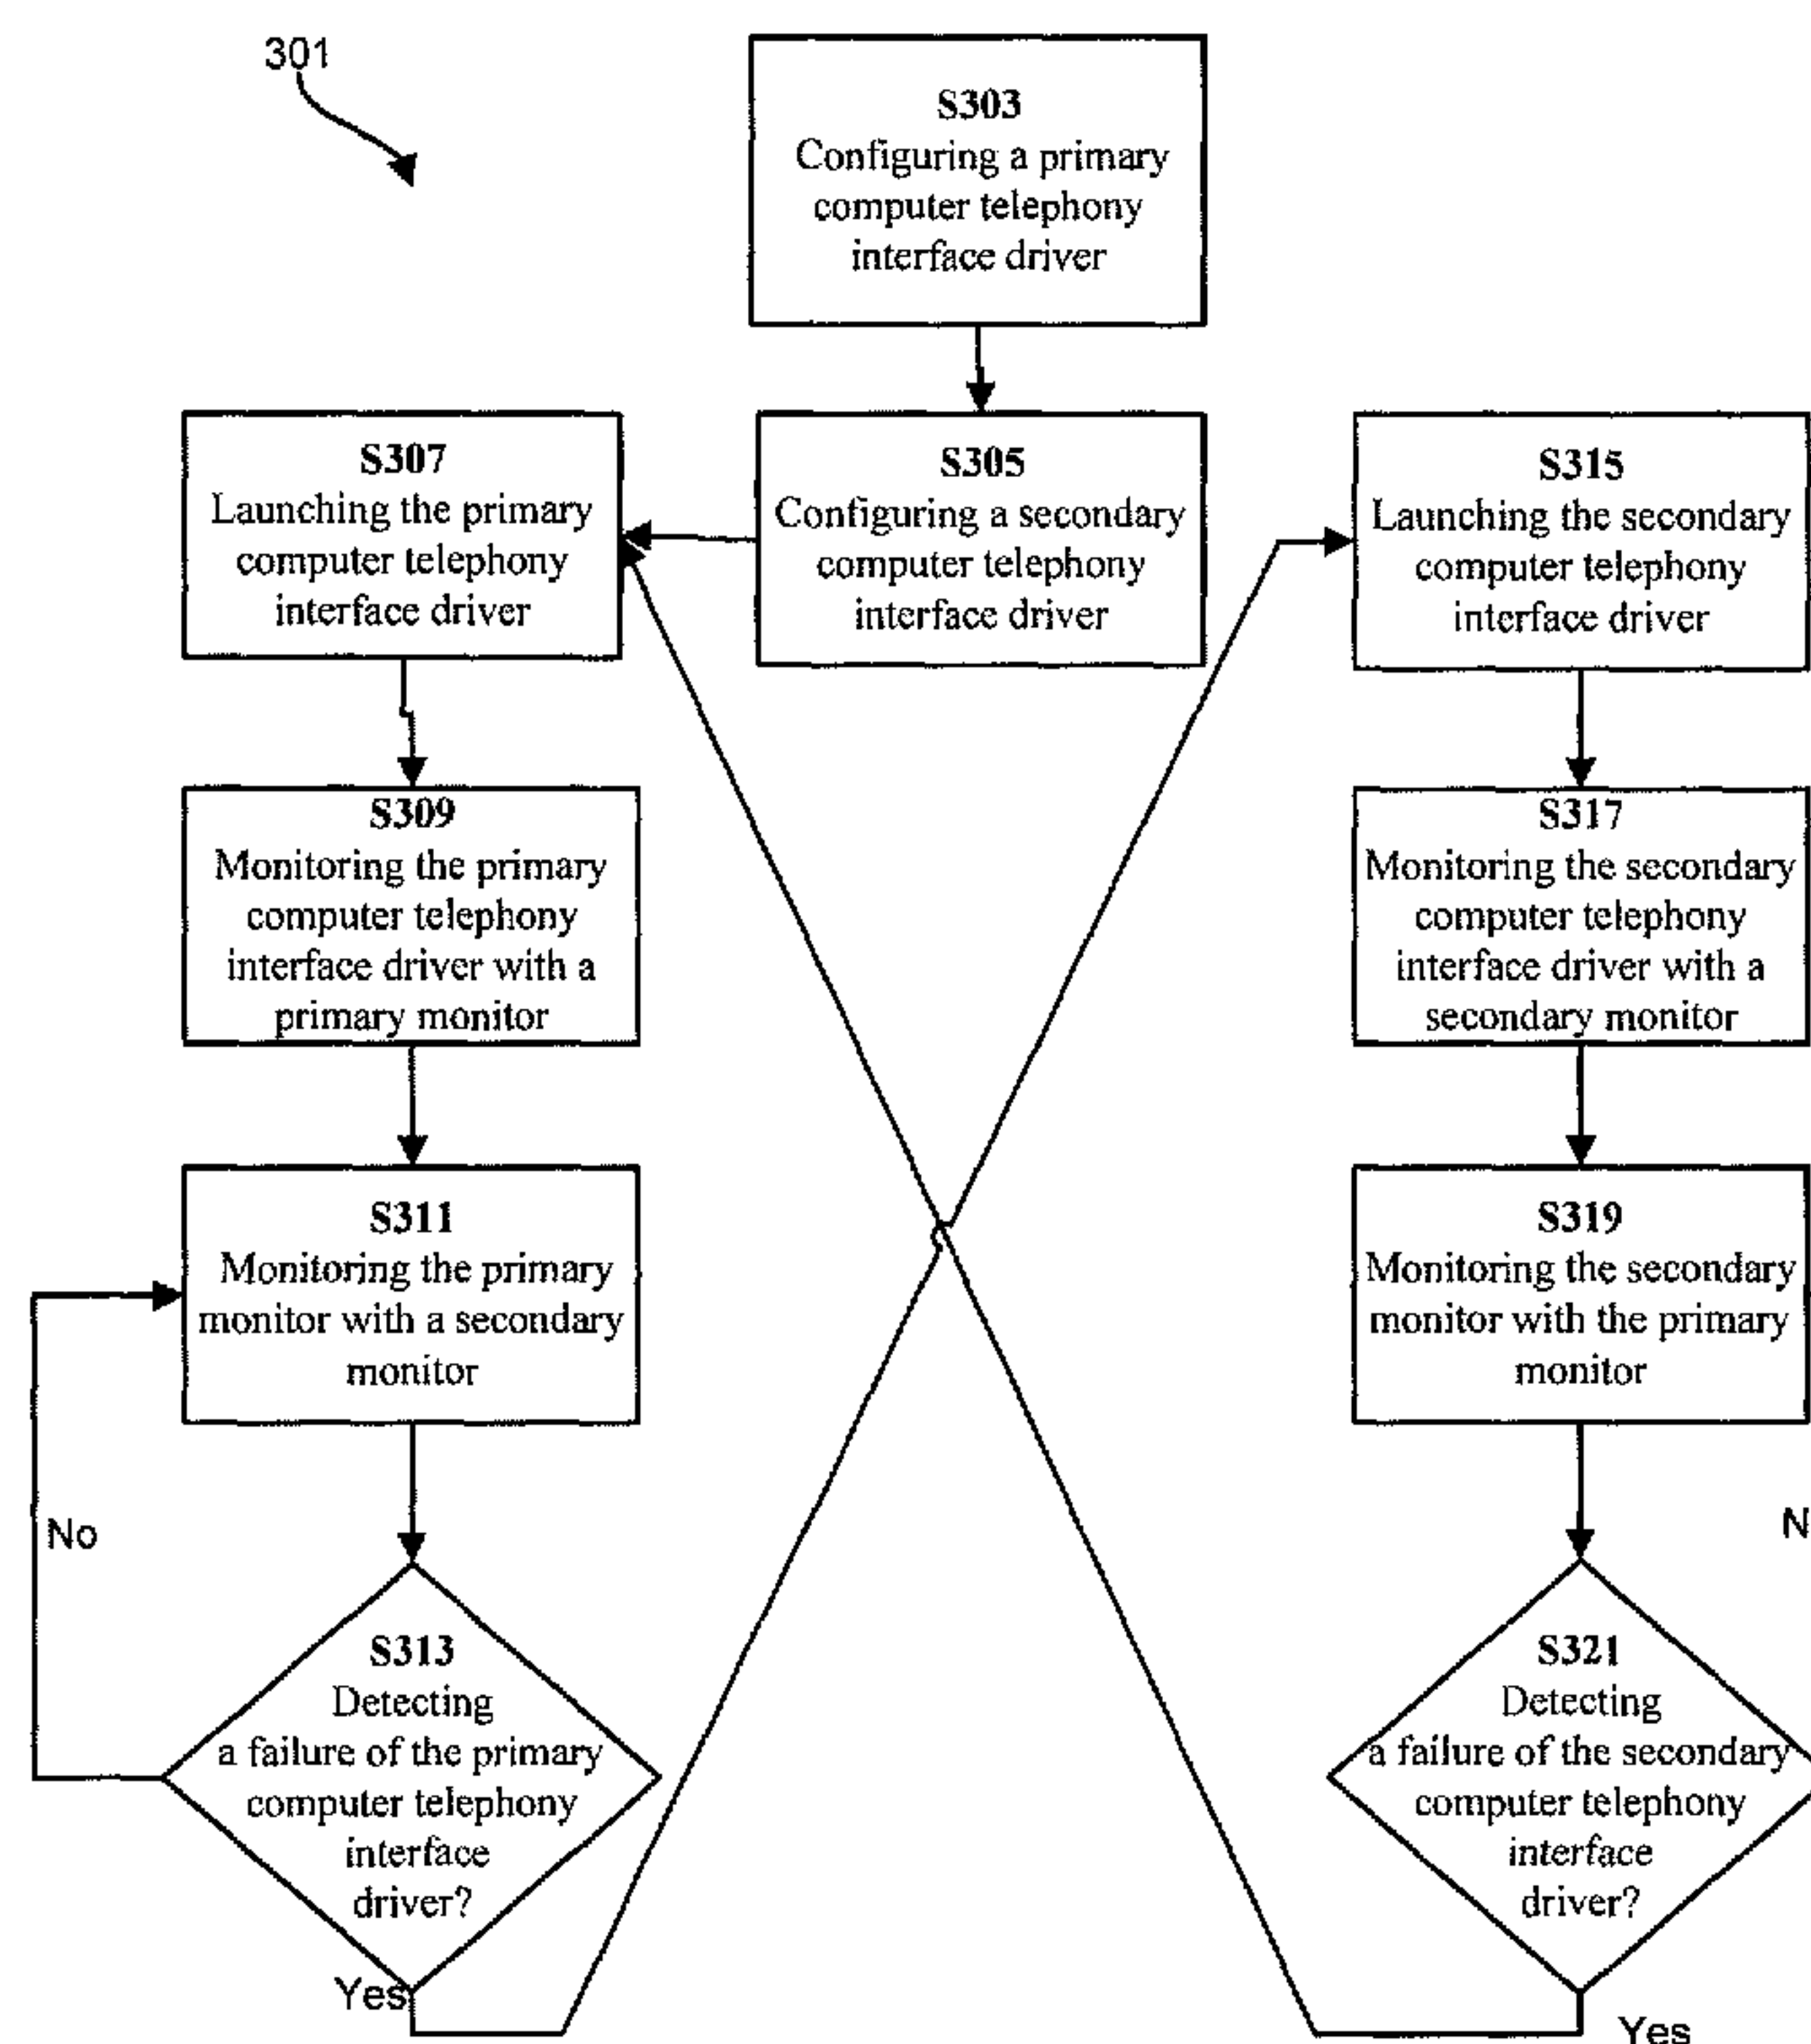 301
S303
Configuring a primary
computer telephony
interface driver
S307
Launching the primary
computer telephony
interface driver
S305
Configuring a secondary
computer telephony
interface driver
S315
Launching the secondary
computer telephony
interface driver
S309
Monitoring the primary
computer telephony
interface driver with a
primary monitor
S317
Monitoring the secondary
computer telephony
interface driver with a
secondary monitor
S311
Monitoring the primary
monitor with a secondary
monitor
S319
Monitoring the secondary
monitor with the primary
monitor
No
N
S313
Detecting
a failure of the primary
computer telephony
interface
driver?
S321
Detecting
a failure of the secondary
computer telephony
interface
driver?
Yes
Yes